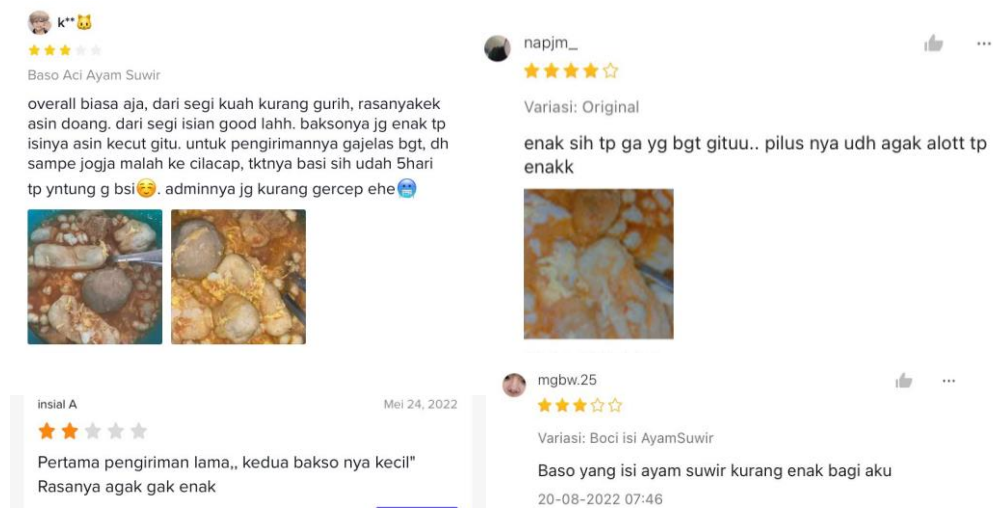 k**🐱
Baso Aci Ayam Suwir
overall biasa aja, dari segi kuah kurang gurih, rasanyakek
asin doang. dari segi isian good lahh. baksonya jg enak tp
isinya asin kecut gitu. untuk pengirimannya gajelas bgt, dh
sampe jogja malah ke cilacap, tktnya basi sih udah 5hari
tp yntung g bsi☺️. adminnya jg kurang gercep ehe🥶
insial A
Mei 24, 2022
Pertama pengiriman lama,, kedua bakso nya kecil"
Rasanya agak gak enak
napjm_
Variasi: Original
enak sih tp ga yg bgt gituu.. pilus nya udh agak alott tp
enakk
mgbw.25
Variasi: Boci isi AyamSuwir
Baso yang isi ayam suwir kurang enak bagi aku
20-08-2022 07:46